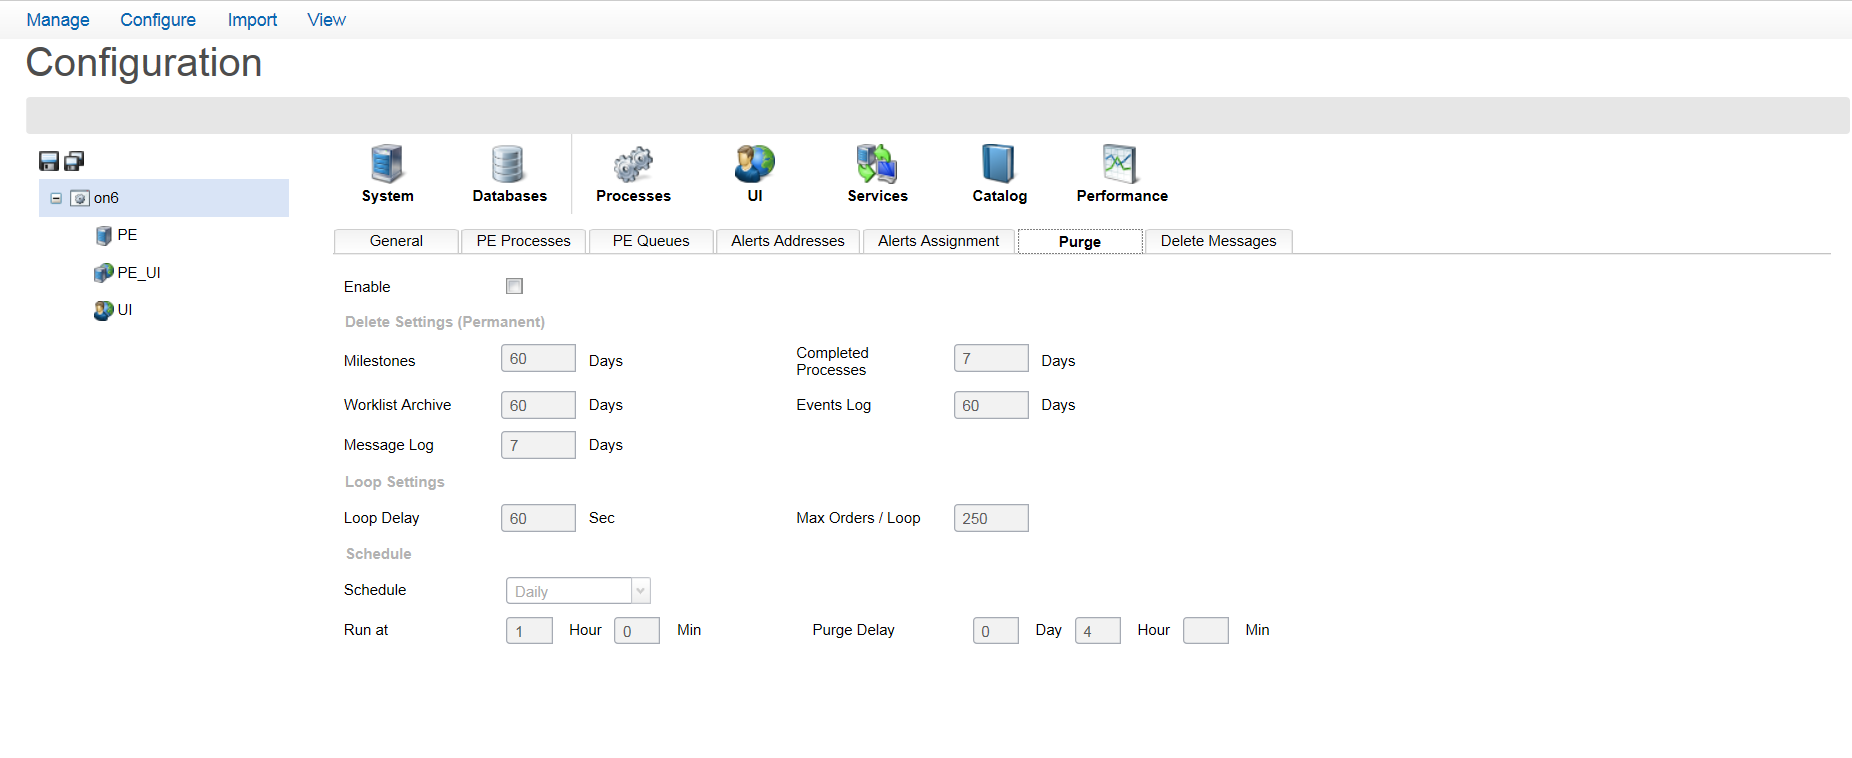 Manage Configure Import View
Configuration
System Databases Processes UI Services Catalog Performance
on6
PE
PE_UI
UI
General PE Processes PE Queues Alerts Addresses Alerts Assignment Purge Delete Messages
Enable
Delete Settings (Permanent)
Milestones 60 Days Completed Processes 7 Days
Worklist Archive 60 Days Events Log 60 Days
Message Log 7 Days
Loop Settings
Loop Delay 60 Sec Max Orders / Loop 250
Schedule
Schedule Daily
Run at 1 Hour 0 Min Purge Delay 0 Day 4 Hour Min